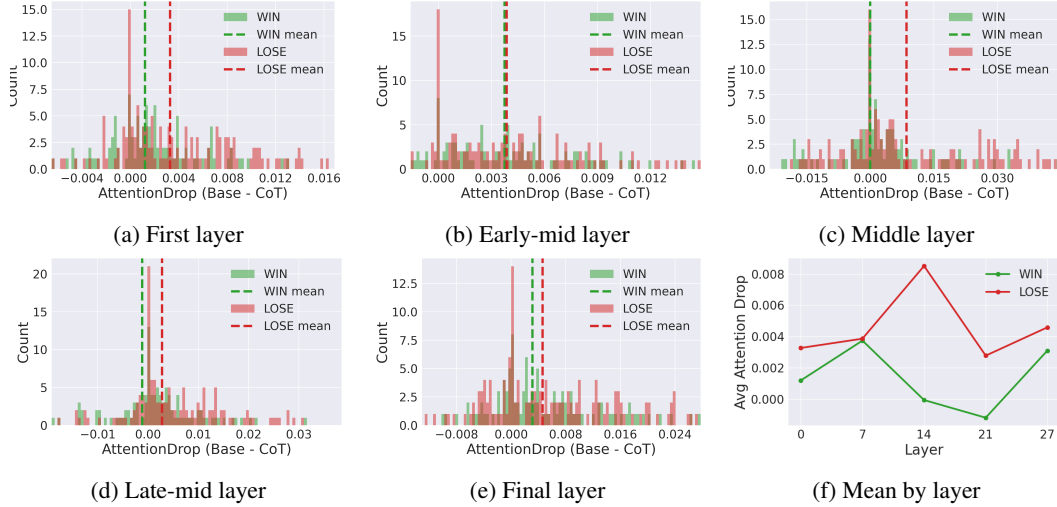 15.0
12.5
10.0
7.5
5.0
2.5
0.0
Count
WIN
WIN mean
LOSE
LOSE mean
−0.004 0.000 0.004 0.008 0.012 0.016
AttentionDrop (Base - CoT)
(a) First layer
15
10
5
0
Count
WIN
WIN mean
LOSE
LOSE mean
0.000 0.003 0.006 0.009 0.012
AttentionDrop (Base - CoT)
(b) Early-mid layer
15.0
12.5
10.0
7.5
5.0
2.5
0.0
Count
WIN
WIN mean
LOSE
LOSE mean
−0.015 0.000 0.015 0.030
AttentionDrop (Base - CoT)
(c) Middle layer
20
15
10
5
0
Count
WIN
WIN mean
LOSE
LOSE mean
−0.01 0.00 0.01 0.02 0.03
AttentionDrop (Base - CoT)
(d) Late-mid layer
12.5
10.0
7.5
5.0
2.5
0.0
Count
WIN
WIN mean
LOSE
LOSE mean
−0.008 0.000 0.008 0.016 0.024
AttentionDrop (Base - CoT)
(e) Final layer
0.008
0.006
0.004
0.002
0.000
Avg Attention Drop
WIN
LOSE
0 7 14 21 27
Layer
(f) Mean by layer